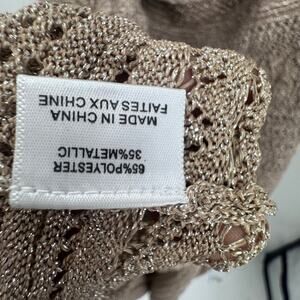 65%POLYESTER
35%METALLIC
MADE IN CHINA
FAITES AUX CHINE